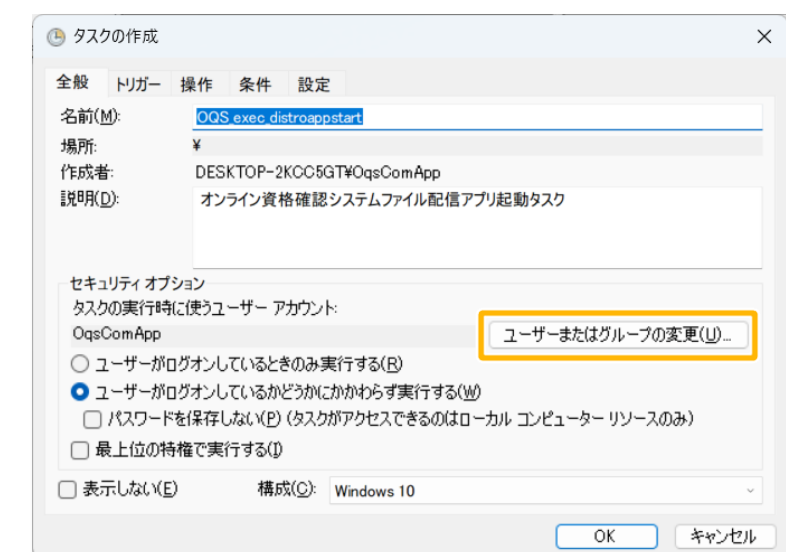 タスクの作成
全般 トリガー 操作 条件 設定
名前(M): OQS_exec_distroappstart
場所: ¥
作成者: DESKTOP-2KCC5GT¥OqsComApp
説明(D): オンライン資格確認システムファイル配信アプリ起動タスク
セキュリティ オプション
タスクの実行時に使うユーザー アカウント:
OqsComApp ユーザーまたはグループの変更(U)...
ユーザーがログオンしているときのみ実行する(R)
ユーザーがログオンしているかどうかにかかわらず実行する(W)
パスワードを保存しない(P) (タスクがアクセスできるのはローカル コンピューター リソースのみ)
最上位の特権で実行する(I)
表示しない(E) 構成(C): Windows 10
OK キャンセル